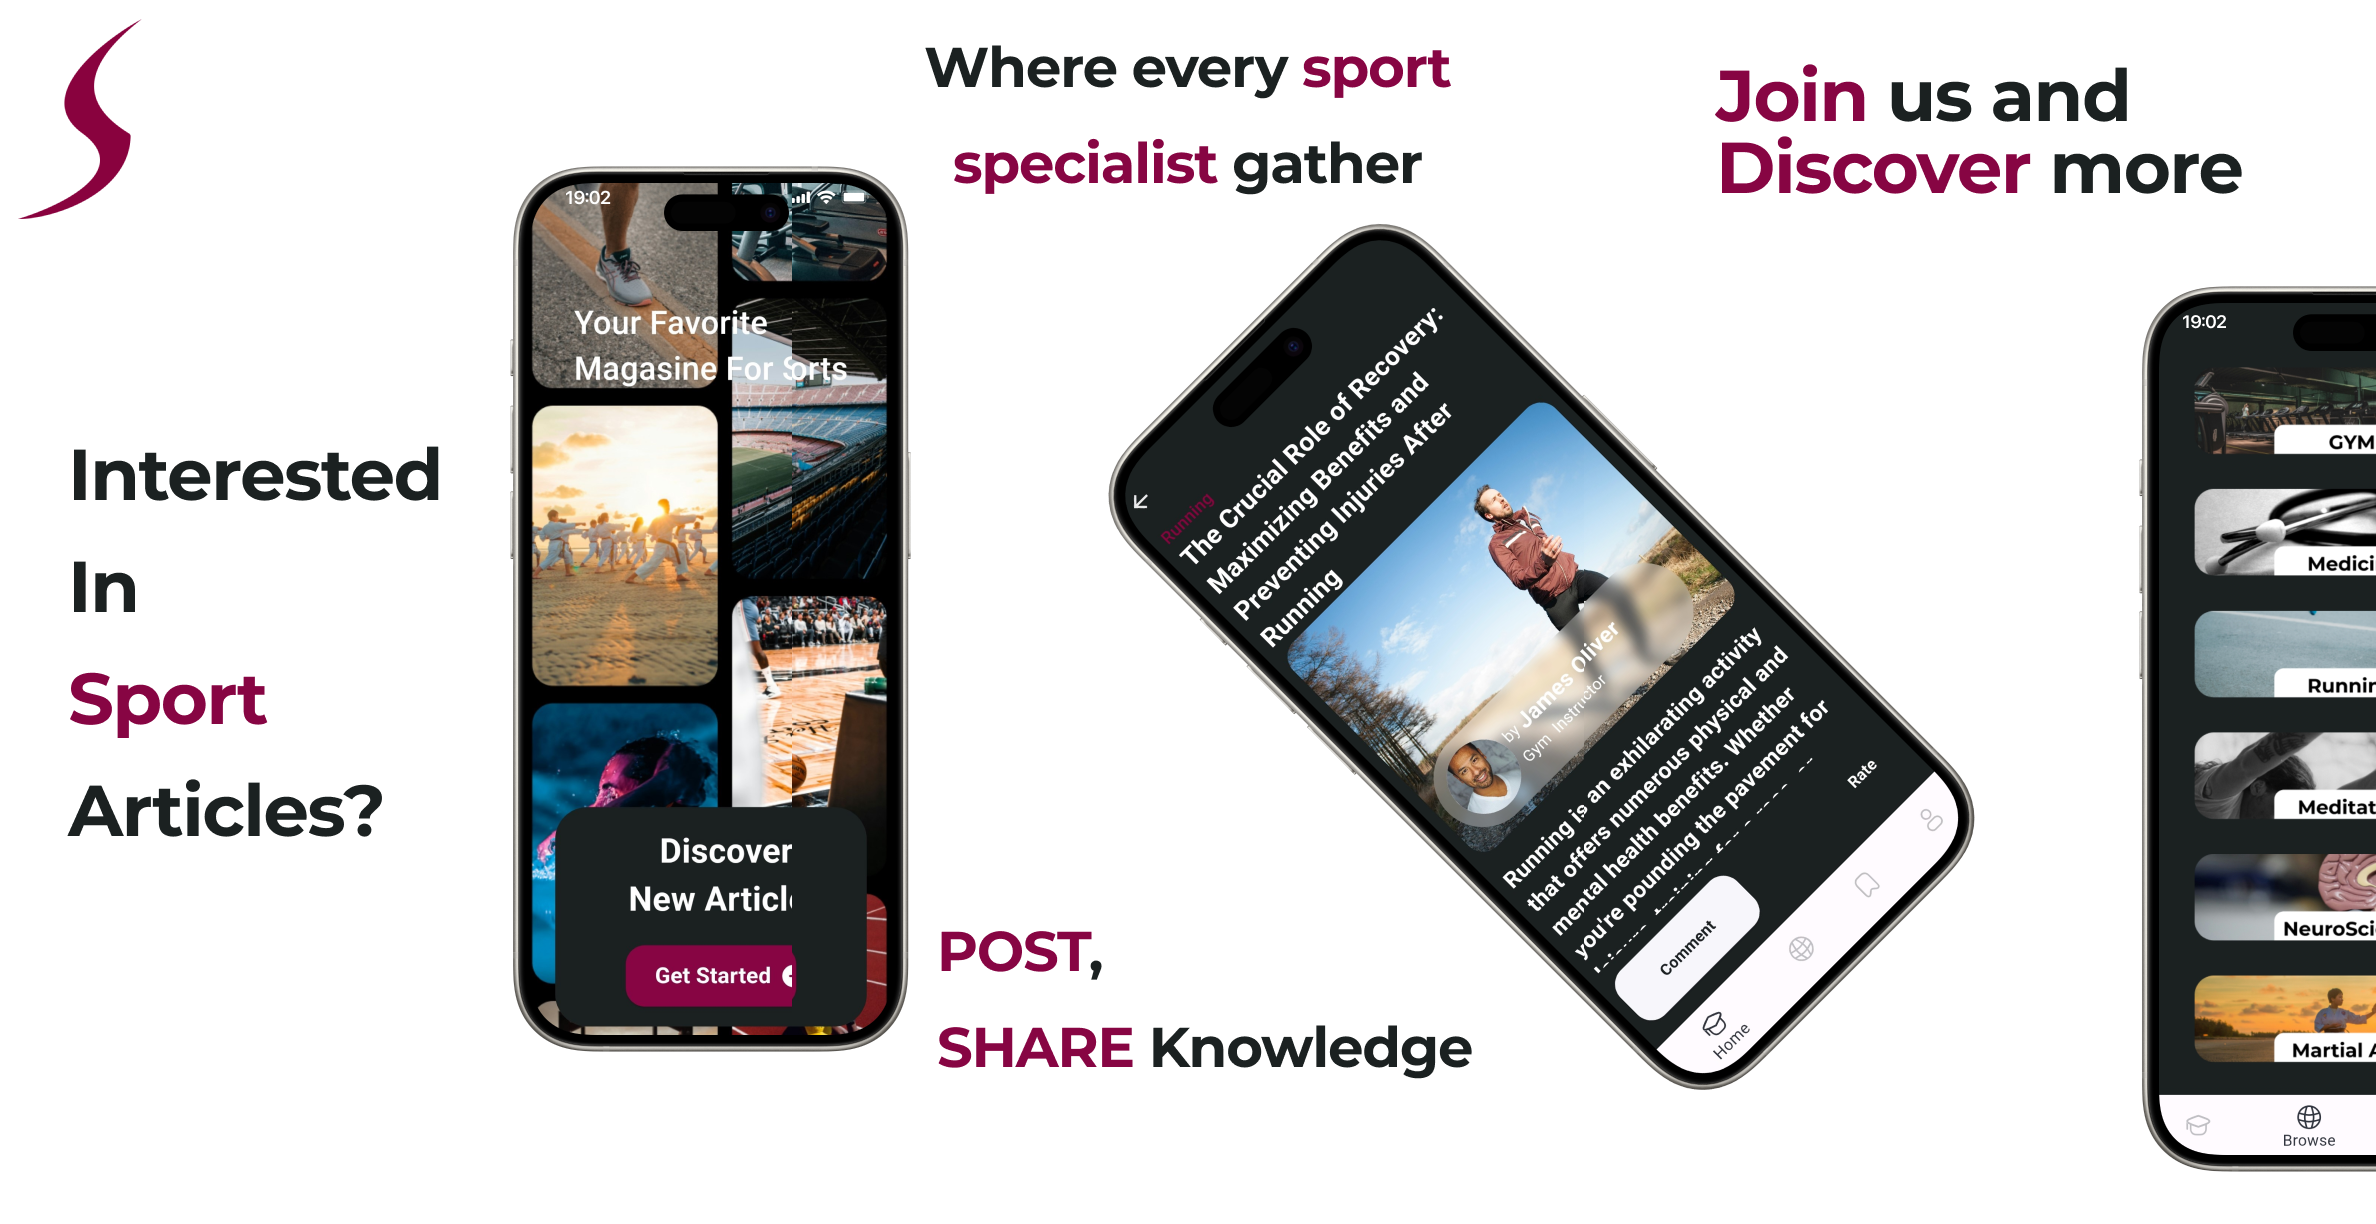 Interested
In
Sport
Articles?
19:02
Your Favorite
Magasine For Sorts
Discover
New Articl
Get Started
Where every sport
specialist gather
POST,
SHARE Knowledge
Running
The Crucial Role of Recovery:
Maximizing Benefits and
Preventing Injuries After
Running
by James Oliver
Gym Instructor
Running is an exhilarating activity
that offers numerous physical and
mental health benefits. Whether
you're pounding the pavement for
Rate
Comment
Home
Join us and
Discover more
19:02
GYM
Medici
Runnin
Meditat
NeuroSci
Martial A
Browse